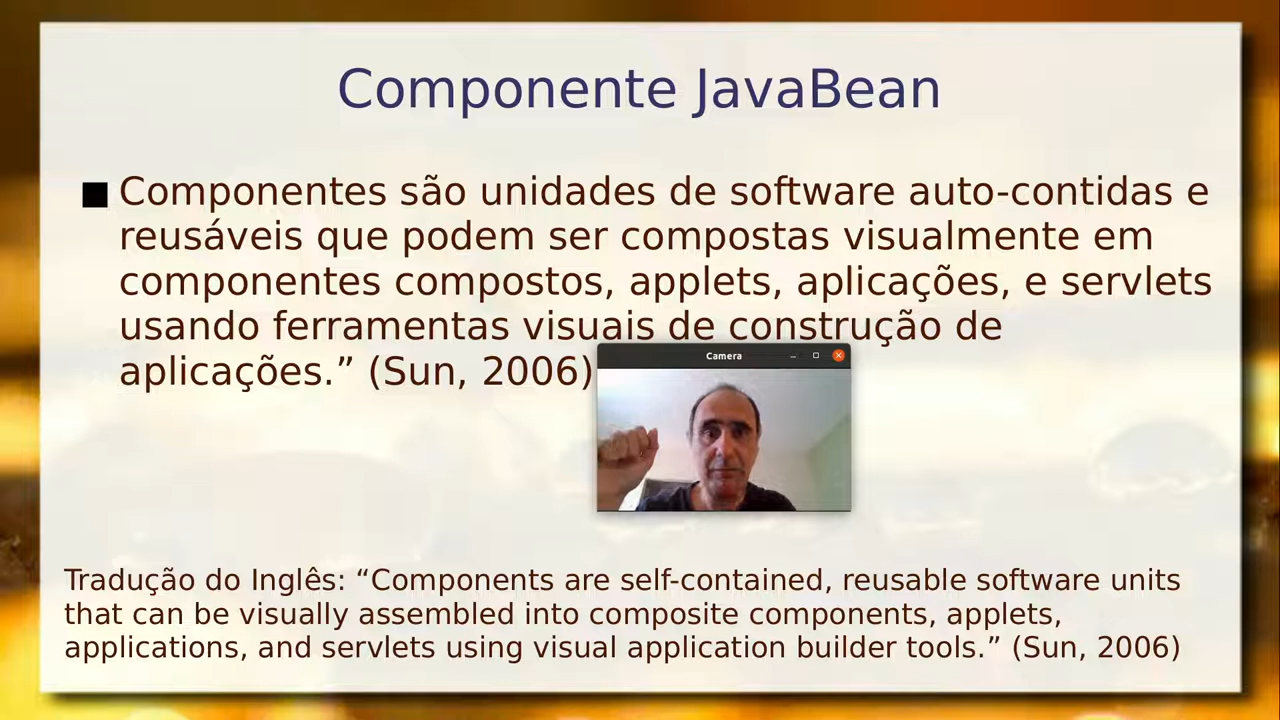 Componente JavaBean
■ Componentes são unidades de software auto-contidas e
reusáveis que podem ser compostas visualmente em
componentes compostos, applets, aplicações, e servlets
usando ferramentas visuais de construção de
aplicações.” (Sun, 2006)
Camera
Tradução do Inglês: “Components are self-contained, reusable software units
that can be visually assembled into composite components, applets,
applications, and servlets using visual application builder tools.” (Sun, 2006)